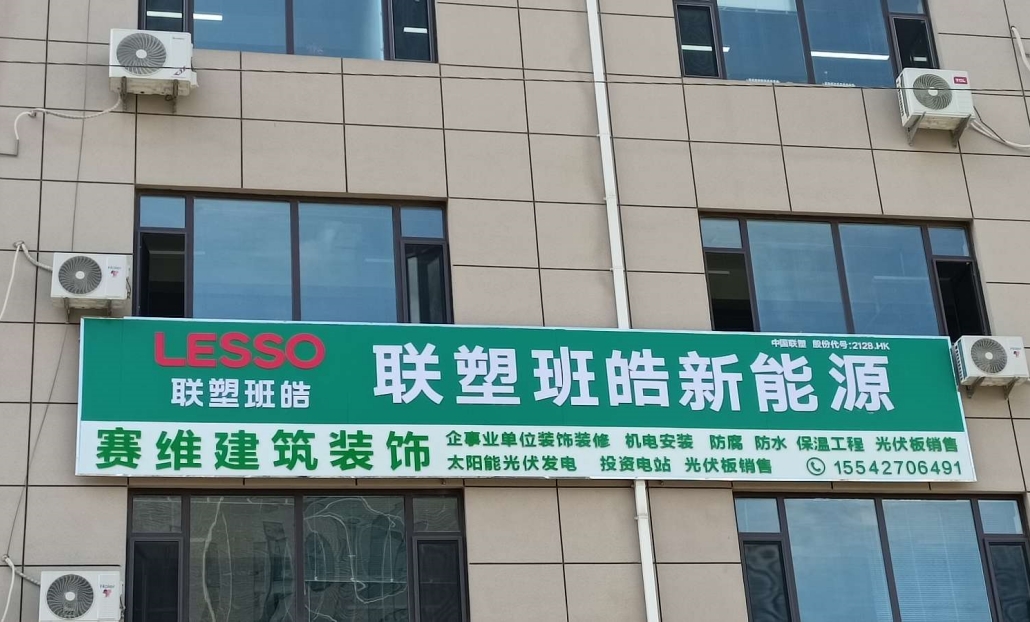 中国联塑 股份代号:2128.HK
LESSO
联塑班皓
联塑班皓新能源
赛维建筑装饰
企事业单位装饰装修 机电安装 防腐 防水 保温工程 光伏板销售
太阳能光伏发电 投资电站 光伏板销售 15542706491